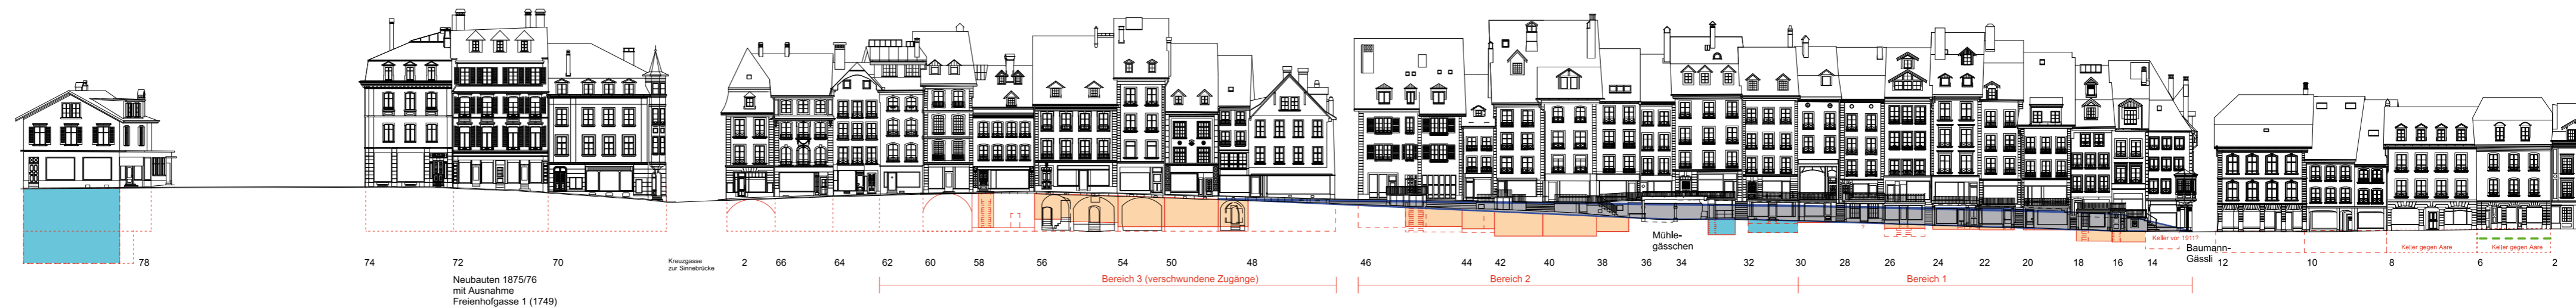 Keller vor 1911?
Mühle-
gässchen
Baumann-
Gässli
Keller gegen Aare
Keller gegen Aare
78
74
72
70
Kreuzgasse
zur Sinnebrücke
2
66
64
62
60
58
56
54
50
48
46
44
42
40
38
36
34
32
30
28
26
24
22
20
18
16
14
12
10
8
6
2
Neubauten 1875/76
mit Ausnahme
Freienhofgasse 1 (1749)
Bereich 3 (verschwundene Zugänge)
Bereich 2
Bereich 1